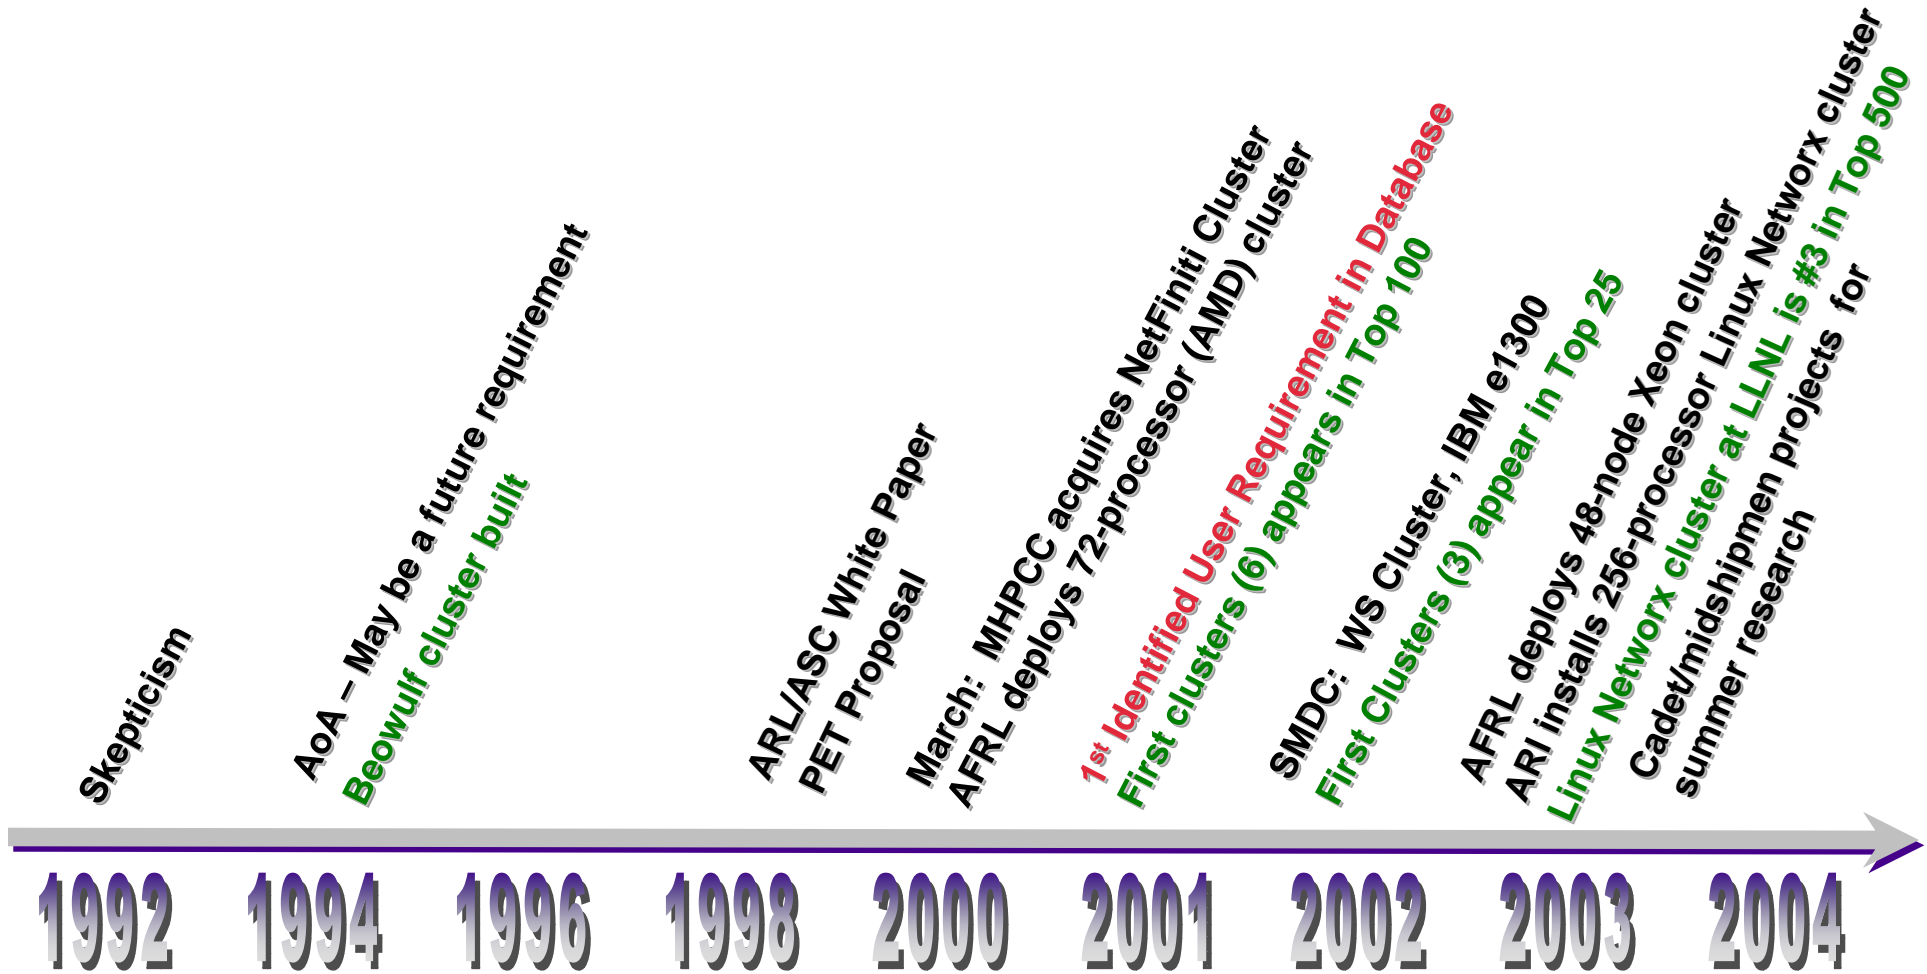 Skepticism
AoA – May be a future requirement
Beowulf cluster built
ARL/ASC White Paper
PET Proposal
March:  MHPCC acquires NetFiniti Cluster
AFRL deploys 72-processor (AMD) cluster
1st Identified User Requirement in Database
First clusters (6) appears in Top 100
SMDC:  WS Cluster, IBM e1300
First Clusters (3) appear in Top 25
AFRL deploys 48-node Xeon cluster
ARl installs 256-processor Linux Networx cluster
Linux Networx cluster at LLNL is #3 in Top 500
Cadet/midshipmen projects  for
summer research
1992 1994 1996 1998 2000 2001 2002 2003 2004